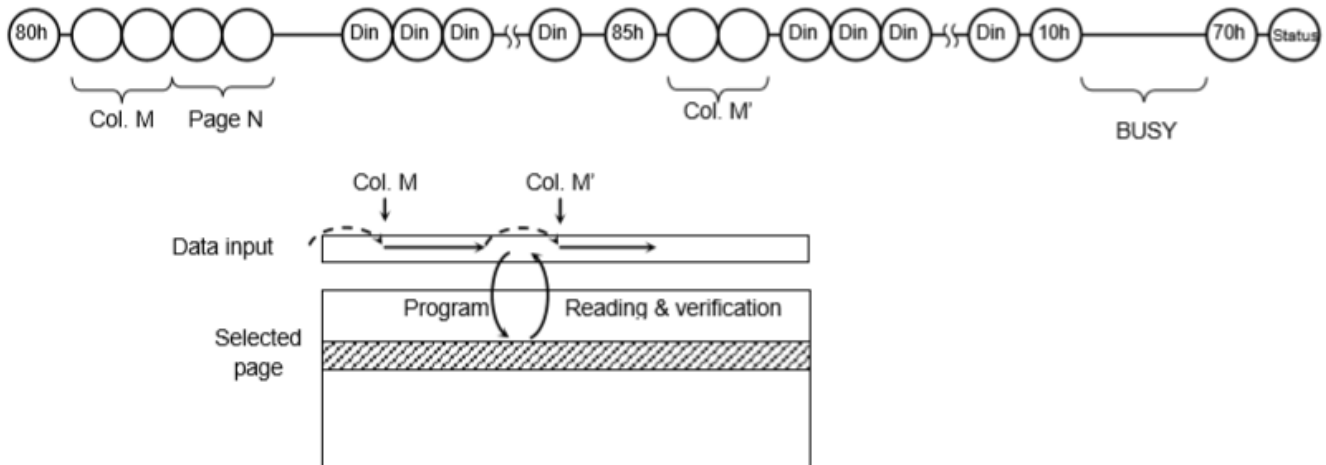 80h Din Din Din Din 85h Din Din Din Din 10h 70h Status
Col. M Page N Col. M' BUSY
Col. M Col. M'
Data input
Program Reading & verification
Selected
page